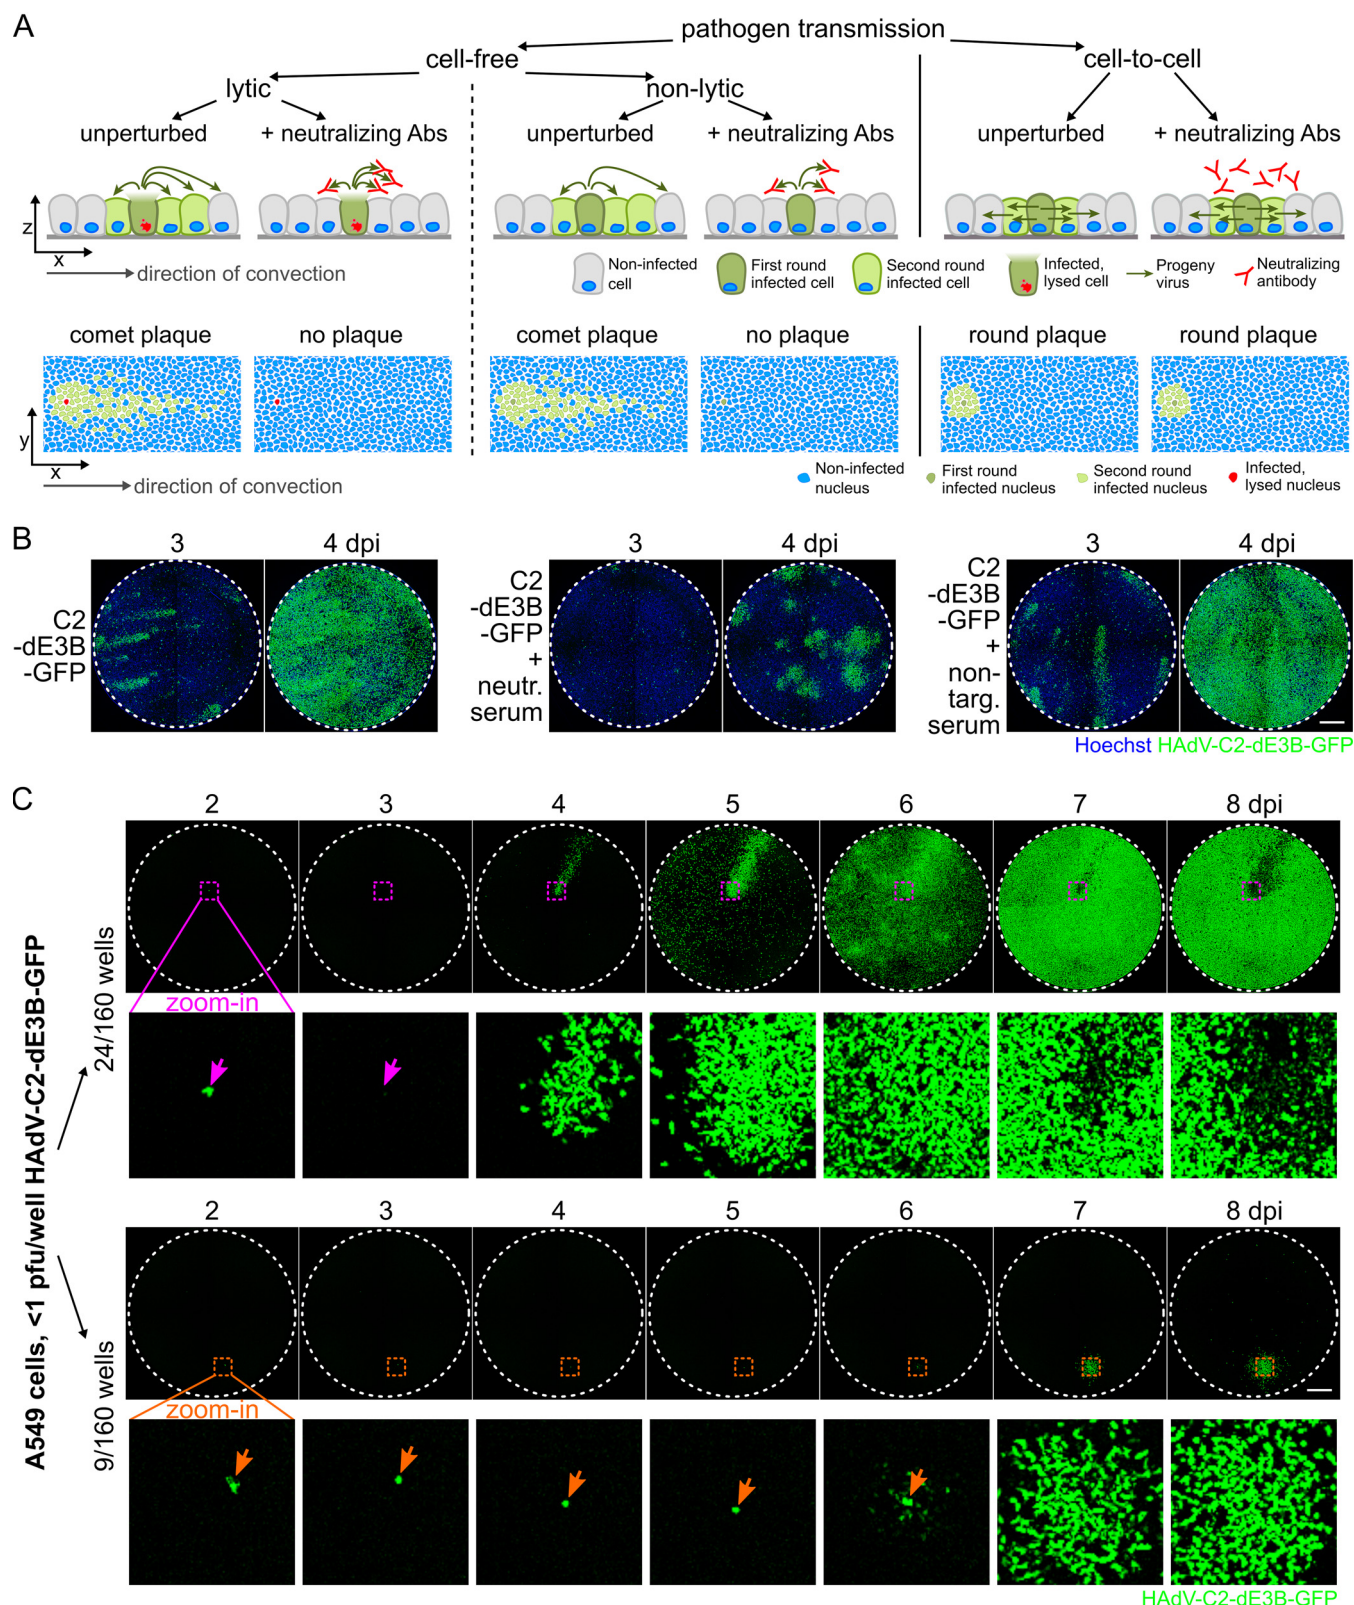 A
pathogen transmission
cell-free
cell-to-cell
lytic
non-lytic
unperturbed
+ neutralizing Abs
unperturbed
+ neutralizing Abs
unperturbed
+ neutralizing Abs
z
x
direction of convection
Non-infected
cell
First round
infected cell
Second round
infected cell
Infected,
lysed cell
Progeny
virus
Neutralizing
antibody
comet plaque
no plaque
comet plaque
no plaque
round plaque
round plaque
y
x
direction of convection
Non-infected
nucleus
First round
infected nucleus
Second round
infected nucleus
Infected,
lysed nucleus
B
3
4 dpi
C2
-dE3B
-GFP
3
4 dpi
C2
-dE3B
-GFP
+
neutr.
serum
3
4 dpi
C2
-dE3B
-GFP
+
non-
targ.
serum
Hoechst HAdV-C2-dE3B-GFP
C
A549 cells, <1 pfu/well HAdV-C2-dE3B-GFP
24/160 wells
2
3
4
5
6
7
8 dpi
zoom-in
9/160 wells
2
3
4
5
6
7
8 dpi
zoom-in
HAdV-C2-dE3B-GFP